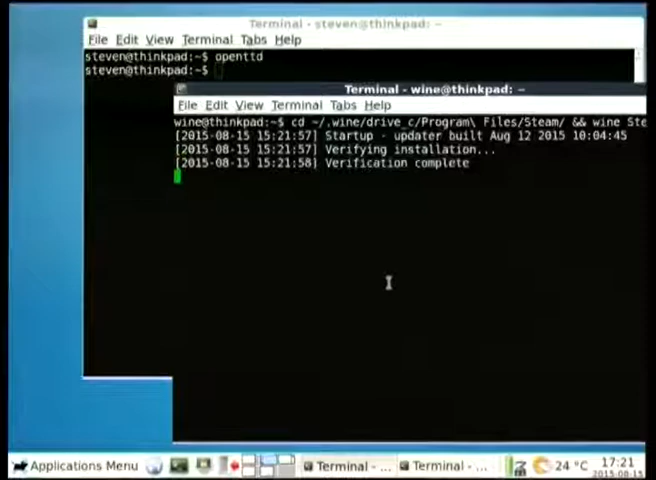 Terminal - steven@thinkpad: ~
File Edit View Terminal Tabs Help
steven@thinkpad:~$ openttd
steven@thinkpad:~$
Terminal - wine@thinkpad: ~
File Edit View Terminal Tabs Help
wine@thinkpad:~$ cd ~/.wine/drive_c/Program\ Files/Steam/ && wine Ste
[2015-08-15 15:21:57] Startup - updater built Aug 12 2015 10:04:45
[2015-08-15 15:21:57] Verifying installation...
[2015-08-15 15:21:58] Verification complete
Applications Menu
Terminal - ...
Terminal - ...
24 °C
17:21
2015-08-15